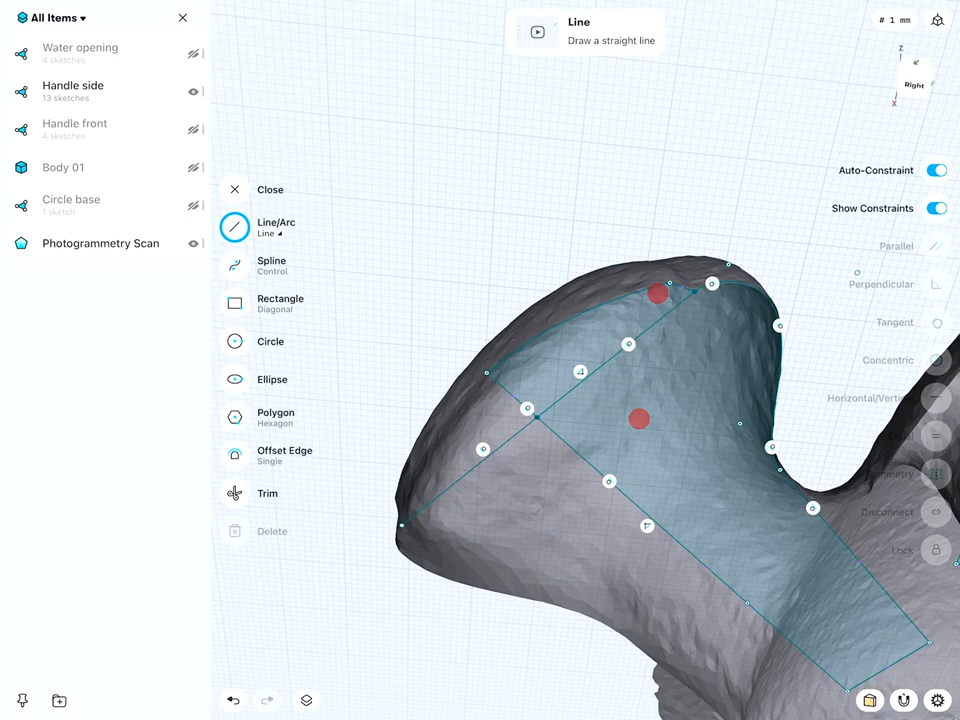 All Items
Water opening
4 sketches
Handle side
13 sketches
Handle front
4 sketches
Body 01
Circle base
1 sketch
Photogrammetry Scan
Line
Draw a straight line
# 1 mm
Z
Right
X
Close
Line/Arc
Line
Spline
Control
Rectangle
Diagonal
Circle
Ellipse
Polygon
Hexagon
Offset Edge
Single
Trim
Delete
Auto-Constraint
Show Constraints
Parallel
Perpendicular
Tangent
Concentric
Horizontal/Vertical
Disconnect
Lock